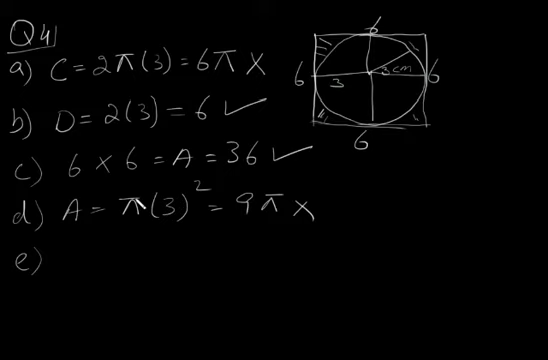 Q41
a) C = 2π(3) = 6π X
b) D = 2(3) = 6 ✓
c) 6 × 6 = A = 36 ✓
d) A = π(3)² = 9π X
e)
6
6
3
3cm
6
6